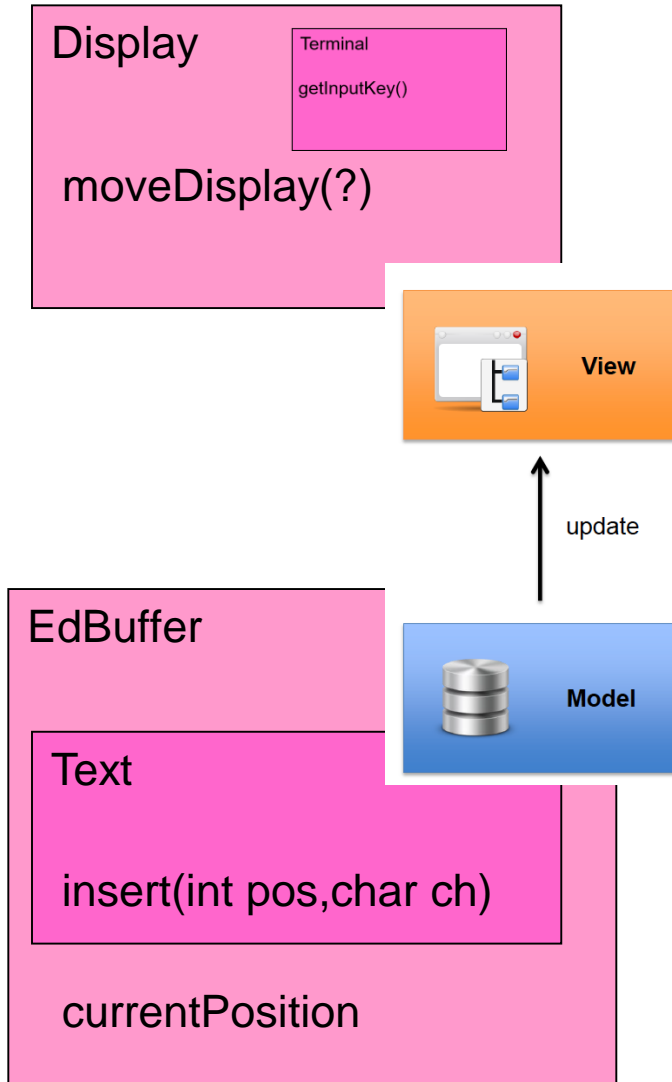 Display
Terminal
getInputKey()
moveDisplay(?)
View
update
EdBuffer
Model
Text
insert(int pos,char ch)
currentPosition